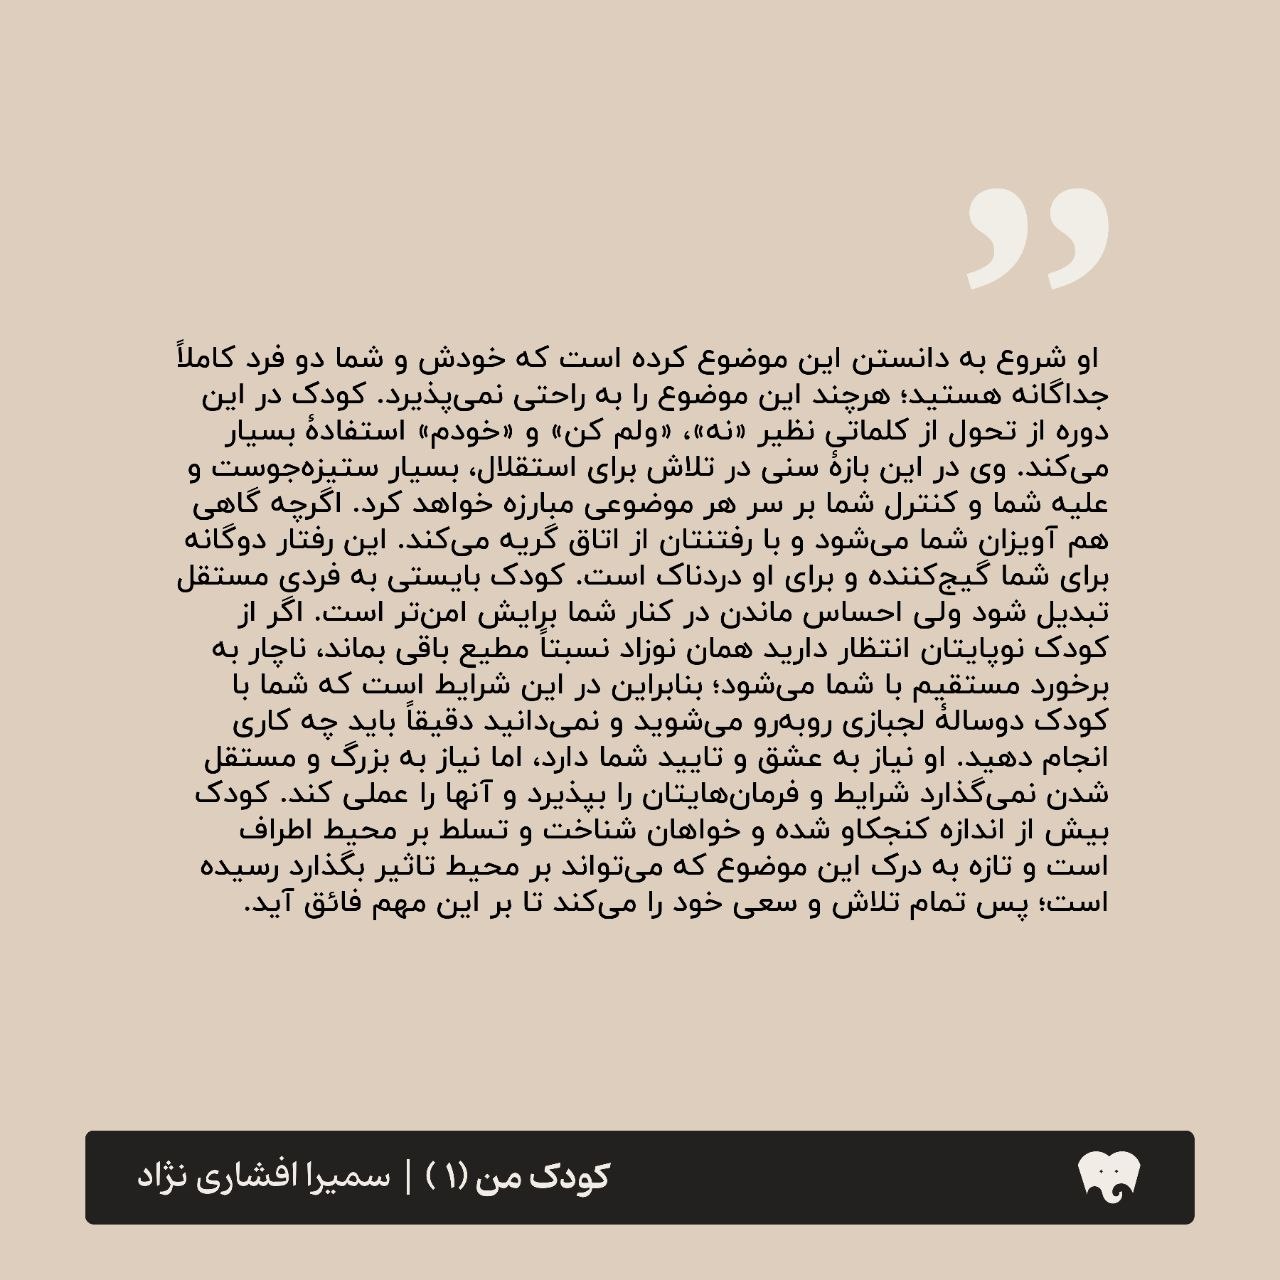 او شروع به دانستن این موضوع کرده است که خودش و شما دو فرد کاملاً
جداگانه هستید؛ هرچند این موضوع را به راحتی نمی‌پذیرد. کودک در این
دوره از تحول از کلماتی نظیر «نه»، «ولم کن» و «خودم» استفادهٔ بسیار
می‌کند. وی در این بازهٔ سنی در تلاش برای استقلال، بسیار ستیزه‌جوست و
علیه شما و کنترل شما بر سر هر موضوعی مبارزه خواهد کرد. اگرچه گاهی
هم آویزان شما می‌شود و با رفتنتان از اتاق گریه می‌کند. این رفتار دوگانه
برای شما گیج‌کننده و برای او دردناک است. کودک بایستی به فردی مستقل
تبدیل شود ولی احساس ماندن در کنار شما برایش امن‌تر است. اگر از
کودک نوپایتان انتظار دارید همان نوزاد نسبتاً مطیع باقی بماند، ناچار به
برخورد مستقیم با شما می‌شود؛ بنابراین در این شرایط است که شما با
کودک دوسالهٔ لجبازی روبه‌رو می‌شوید و نمی‌دانید دقیقاً باید چه کاری
انجام دهید. او نیاز به عشق و تایید شما دارد، اما نیاز به بزرگ و مستقل
شدن نمی‌گذارد شرایط و فرمان‌هایتان را بپذیرد و آنها را عملی کند. کودک
بیش از اندازه کنجکاو شده و خواهان شناخت و تسلط بر محیط اطراف
است و تازه به درک این موضوع که می‌تواند بر محیط تاثیر بگذارد رسیده
است؛ پس تمام تلاش و سعی خود را می‌کند تا بر این مهم فائق آید.
کودک من (۱) | سمیرا افشاری نژاد